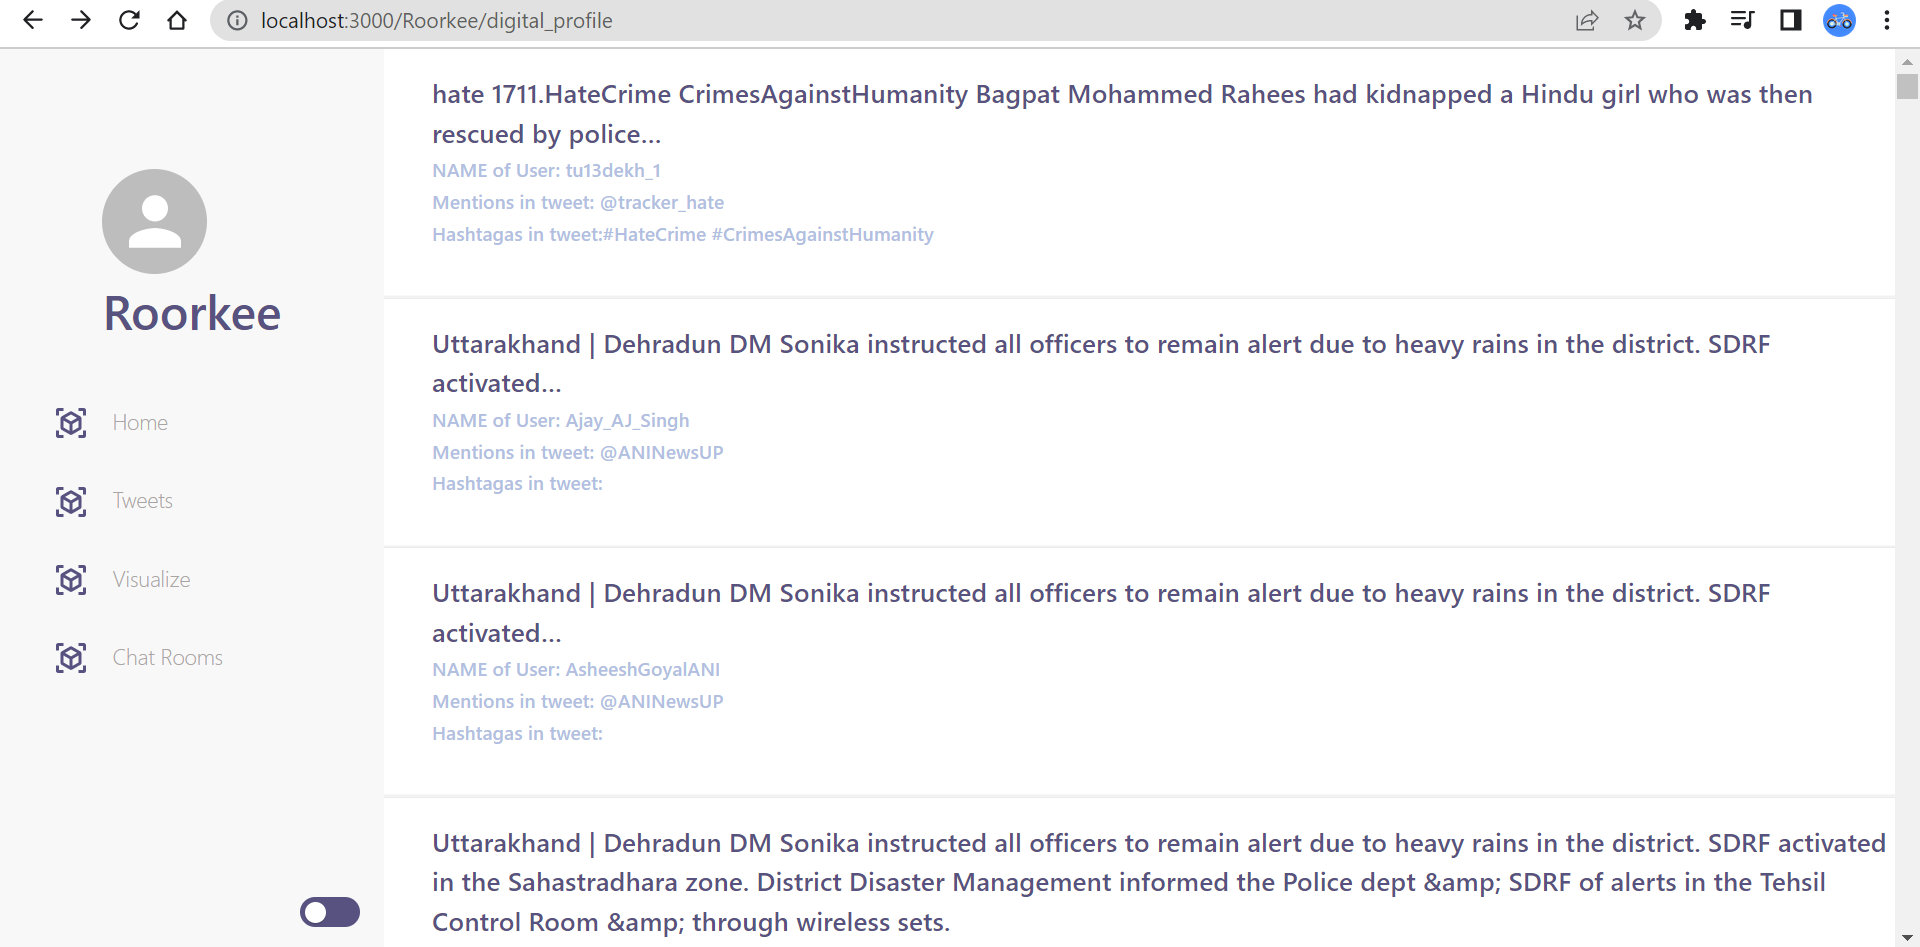 localhost:3000/Roorkee/digital_profile
Roorkee
Home
Tweets
Visualize
Chat Rooms
hate 1711.HateCrime CrimesAgainstHumanity Bagpat Mohammed Rahees had kidnapped a Hindu girl who was then
rescued by police…
NAME of User: tu13dekh_1
Mentions in tweet: @tracker_hate
Hashtagas in tweet:#HateCrime #CrimesAgainstHumanity
Uttarakhand | Dehradun DM Sonika instructed all officers to remain alert due to heavy rains in the district. SDRF
activated…
NAME of User: Ajay_AJ_Singh
Mentions in tweet: @ANINewsUP
Hashtagas in tweet:
Uttarakhand | Dehradun DM Sonika instructed all officers to remain alert due to heavy rains in the district. SDRF
activated…
NAME of User: AsheeshGoyalANI
Mentions in tweet: @ANINewsUP
Hashtagas in tweet:
Uttarakhand | Dehradun DM Sonika instructed all officers to remain alert due to heavy rains in the district. SDRF activated
in the Sahastradhara zone. District Disaster Management informed the Police dept &amp; SDRF of alerts in the Tehsil
Control Room &amp; through wireless sets.